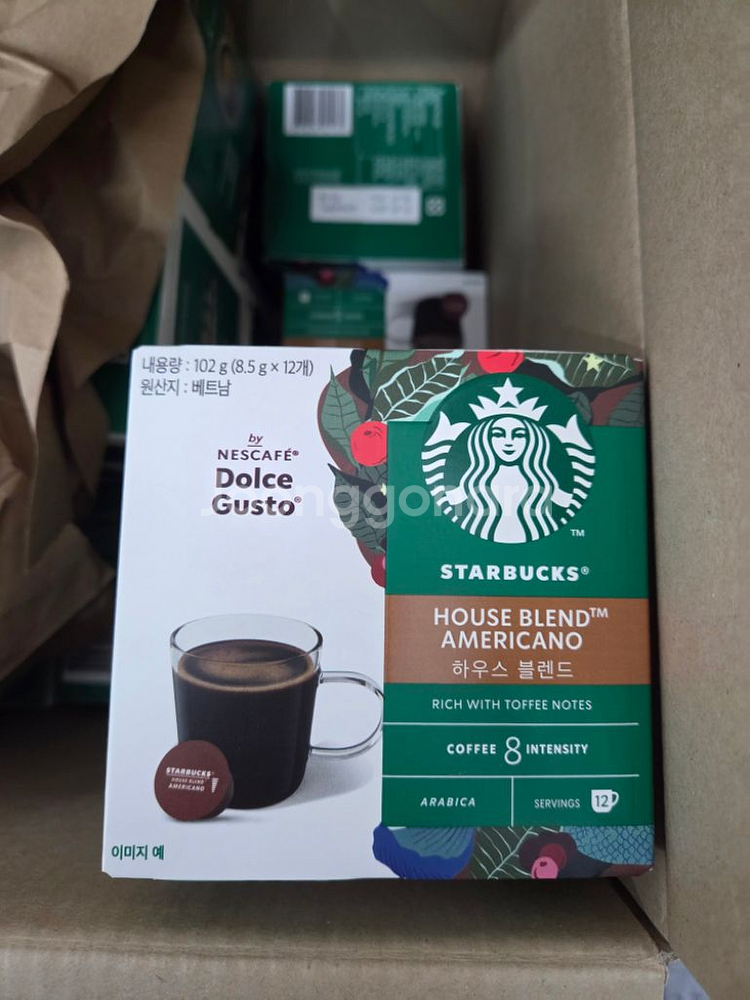 내용량 : 102 g (8.5 g × 12개)
원산지 : 베트남
by
NESCAFÉ®
Dolce
Gusto®
TM
STARBUCKS®
HOUSE BLEND™
AMERICANO
하우스 블렌드
RICH WITH TOFFEE NOTES
COFFEE 8 INTENSITY
ARABICA
SERVINGS 12
STARBUCKS®
HOUSE BLEND™
AMERICANO
이미지 예